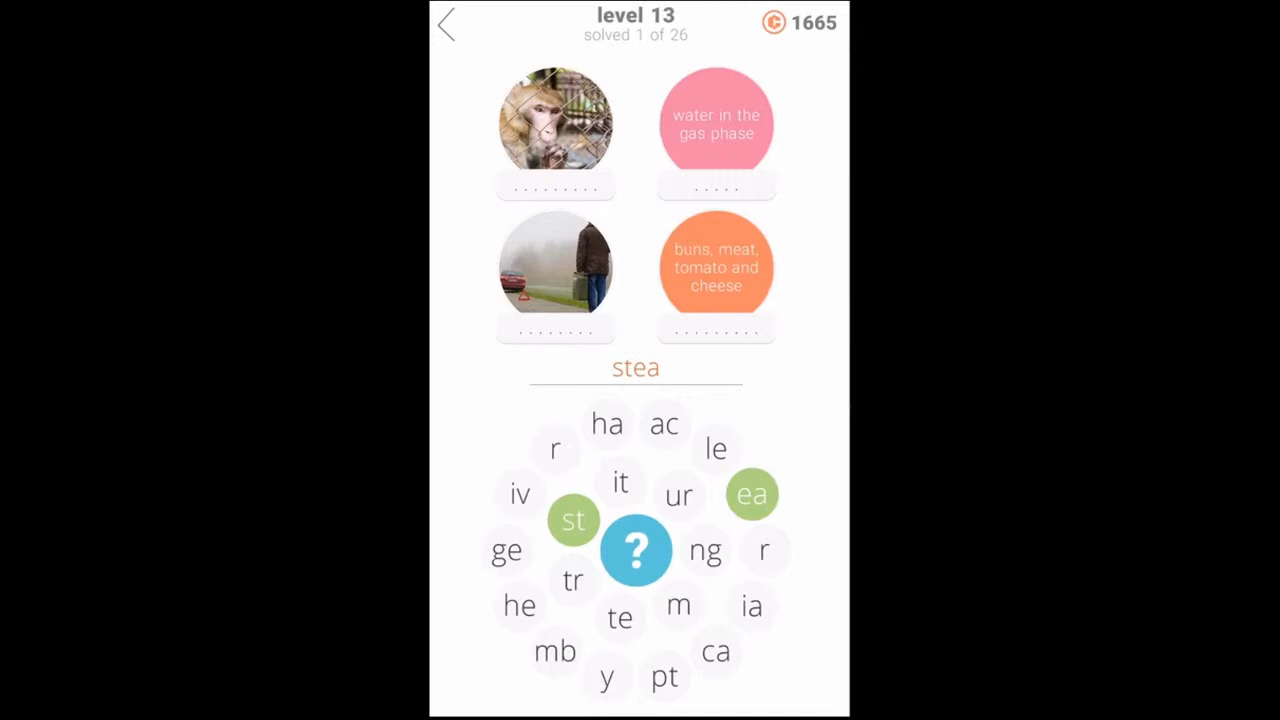 level 13
1665
solved 1 of 26
water in the
gas phase
.........
.....
buns, meat,
tomato and
cheese
........
.........
stea
ha
ac
r
le
it
iv
ur
ea
st
?
ge
ng
r
tr
he
te
m
ia
mb
ca
y
pt